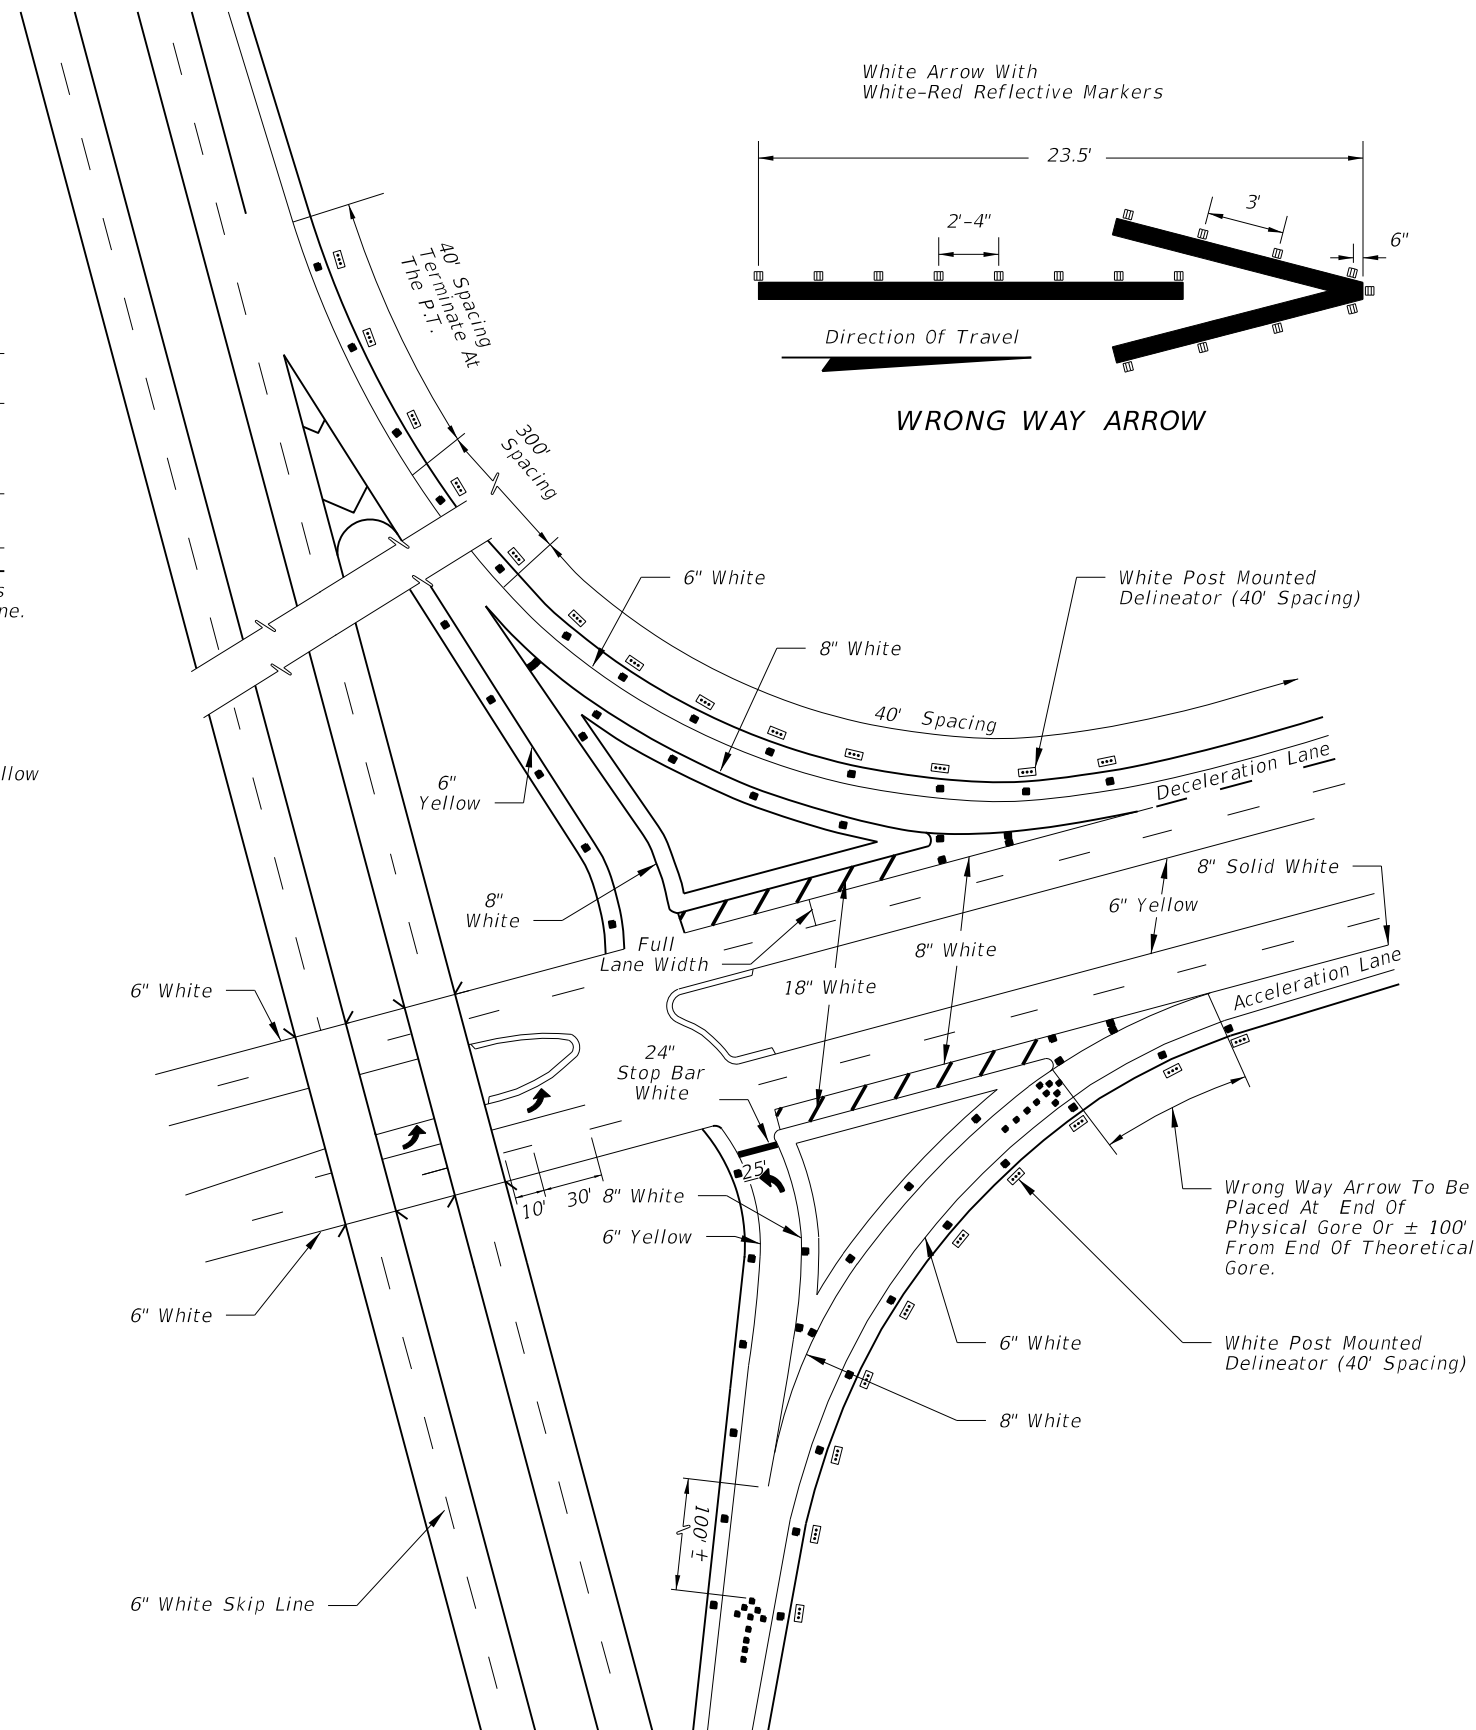 White Arrow With
White-Red Reflective Markers
23.5'
3'
2'-4"
6"
Direction Of Travel
WRONG WAY ARROW
40' Spacing
Terminate At
The P.T.
300'
Spacing
s
ne.
6" White
White Post Mounted
Delineator (40' Spacing)
8" White
40' Spacing
Deceleration Lane
llow
6"
Yellow
8" Solid White
6" Yellow
8"
White
Full
Lane Width
8" White
18" White
Acceleration Lane
6" White
24"
Stop Bar
White
25'
10'
30'
8" White
6" Yellow
Wrong Way Arrow To Be
Placed At End Of
Physical Gore Or ± 100'
From End Of Theoretical
Gore.
6" White
6" White
White Post Mounted
Delineator (40' Spacing)
8" White
100' ±
6" White Skip Line